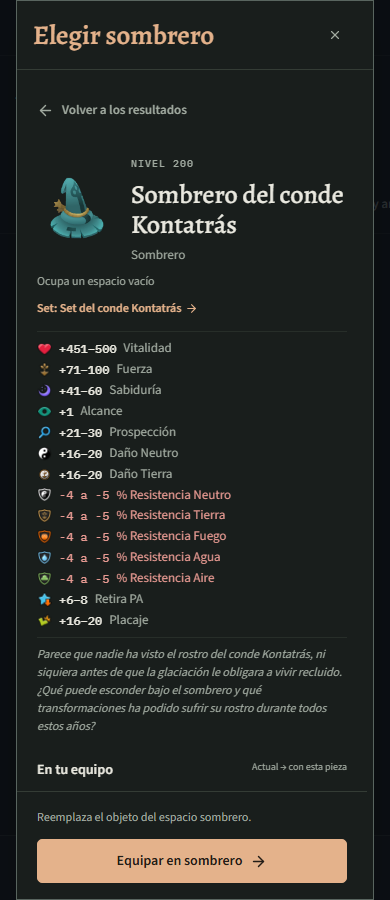 Elegir sombrero
Volver a los resultados
NIVEL 200
Sombrero del conde
Kontatrás
Sombrero
Ocupa un espacio vacío
Set: Set del conde Kontatrás →
+451–500 Vitalidad
+71–100 Fuerza
+41–60 Sabiduría
+1 Alcance
+21–30 Prospección
+16–20 Daño Neutro
+16–20 Daño Tierra
-4 a -5 % Resistencia Neutro
-4 a -5 % Resistencia Tierra
-4 a -5 % Resistencia Fuego
-4 a -5 % Resistencia Agua
-4 a -5 % Resistencia Aire
+6–8 Retira PA
+16–20 Placaje
Parece que nadie ha visto el rostro del conde Kontatrás, ni
siquiera antes de que la glaciación le obligara a vivir recluido.
¿Qué puede esconder bajo el sombrero y qué
transformaciones ha podido sufrir su rostro durante todos
estos años?
En tu equipo
Actual → con esta pieza
Reemplaza el objeto del espacio sombrero.
Equipar en sombrero →